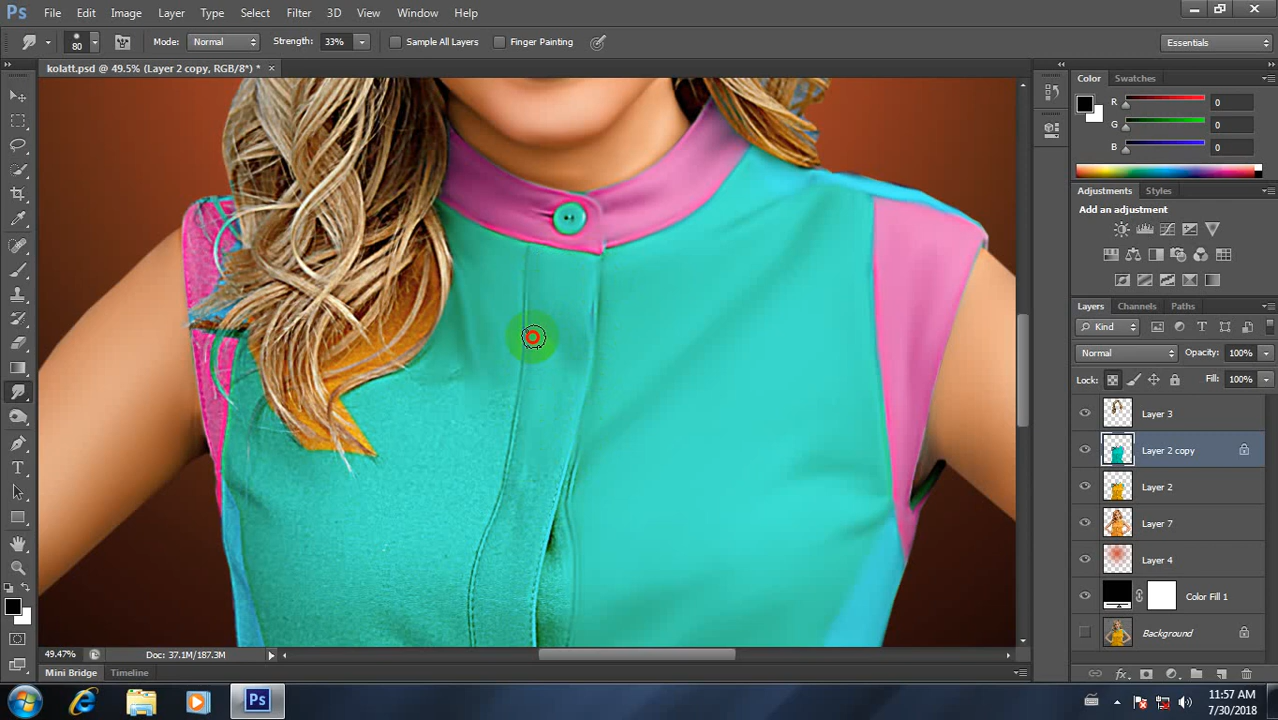 Ps File Edit Image Layer Type Select Filter 3D View Window Help
80 Mode: Normal Strength: 33% Sample All Layers Finger Painting Essentials
kolatt.psd @ 49.5% (Layer 2 copy, RGB/8*) *
Color Swatches
R 0
G 0
B 0
Adjustments Styles
Add an adjustment
Layers Channels Paths
Kind
Normal Opacity: 100%
Lock: Fill: 100%
Layer 3
Layer 2 copy
Layer 2
Layer 7
Layer 4
Color Fill 1
Background
49.47% Doc: 37.1M/187.3M
Mini Bridge Timeline
Ps
11:57 AM
7/30/2018